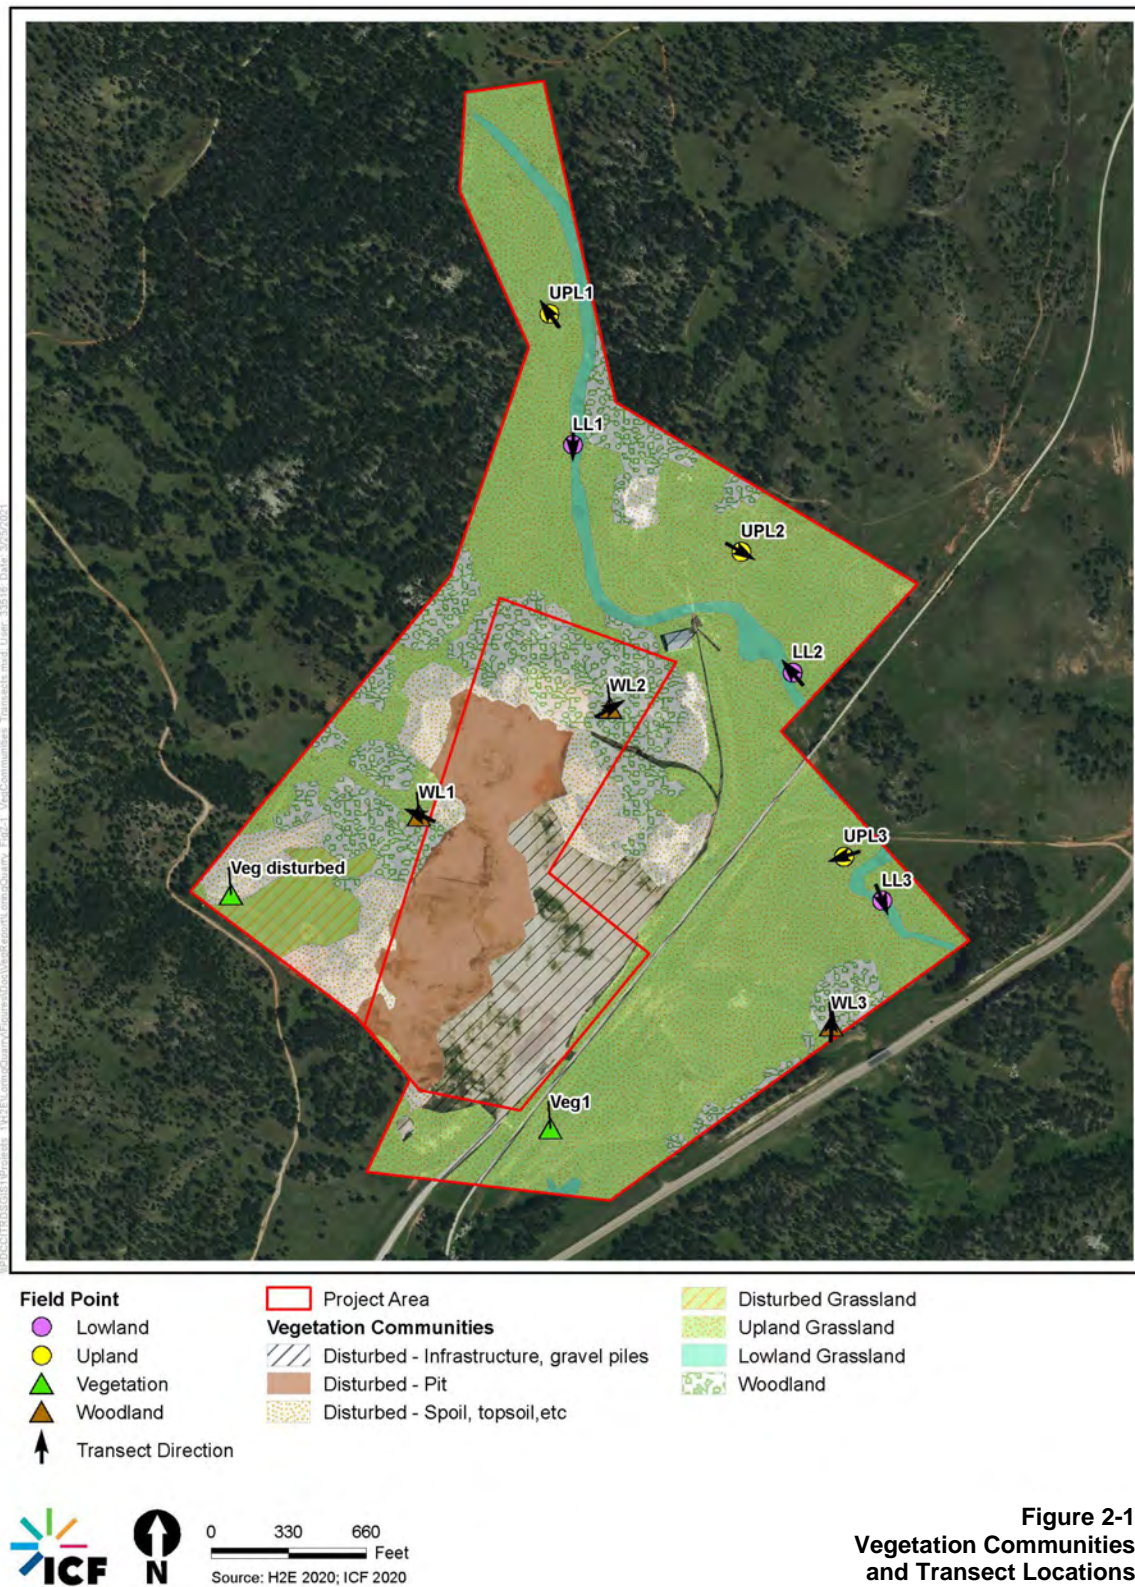 UPL1
LL1
UPL2
LL2
WL2
WL1
UPL3
Veg disturbed
LL3
WL3
Veg1
Field Point
Lowland
Upland
Vegetation
Woodland
Transect Direction
Project Area
Vegetation Communities
Disturbed - Infrastructure, gravel piles
Disturbed - Pit
Disturbed - Spoil, topsoil,etc
Disturbed Grassland
Upland Grassland
Lowland Grassland
Woodland
ICF
N
0 330 660
Feet
Source: H2E 2020; ICF 2020
Figure 2-1
Vegetation Communities
and Transect Locations